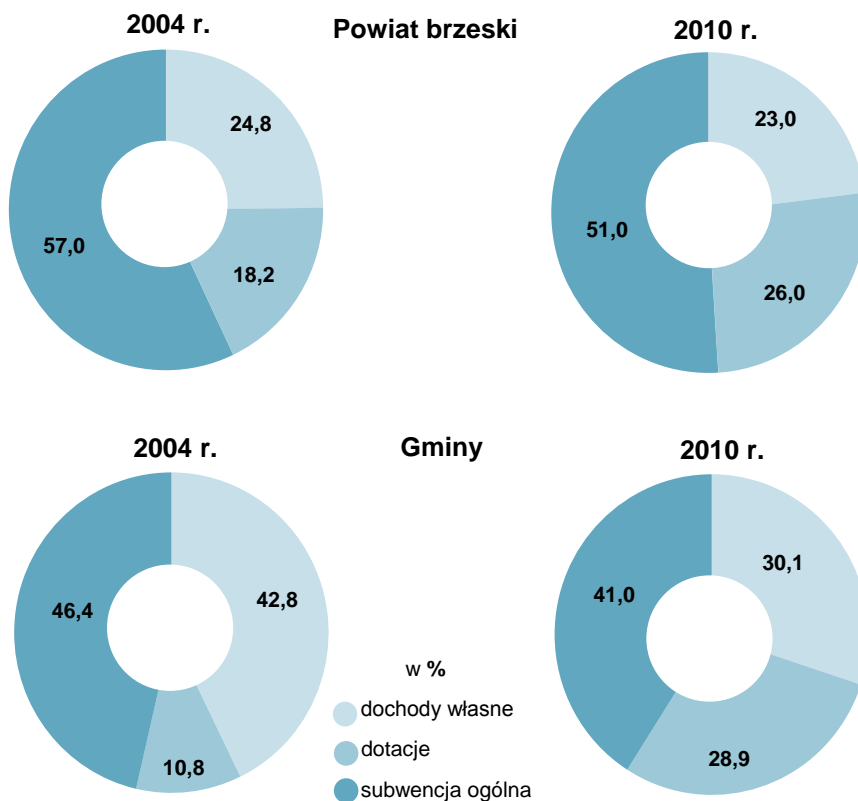 2004 r.
Powiat brzeski
2010 r.
24,8
57,0
18,2
23,0
51,0
26,0
2004 r.
Gminy
2010 r.
46,4
42,8
10,8
41,0
30,1
28,9
w %
dochody własne
dotacje
subwencja ogólna